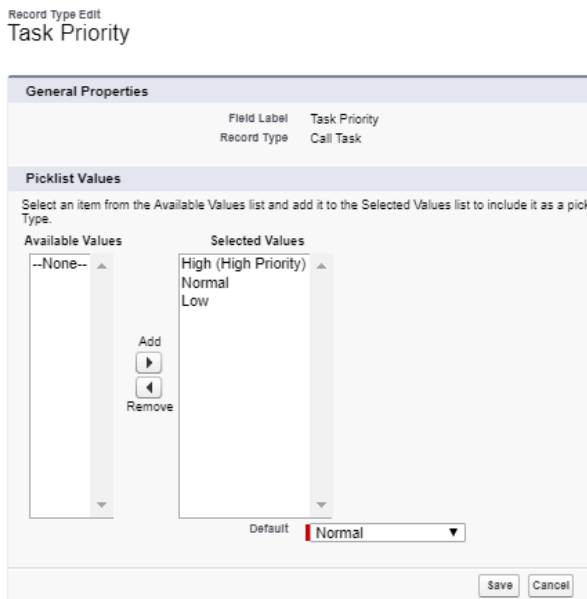 Record Type Edit
Task Priority
General Properties
Field Label Task Priority
Record Type Call Task
Picklist Values
Select an item from the Available Values list and add it to the Selected Values list to include it as a pick
Type.
Available Values Selected Values
--None-- High (High Priority)
Normal
Low
Add
Remove
Default Normal
Save Cancel